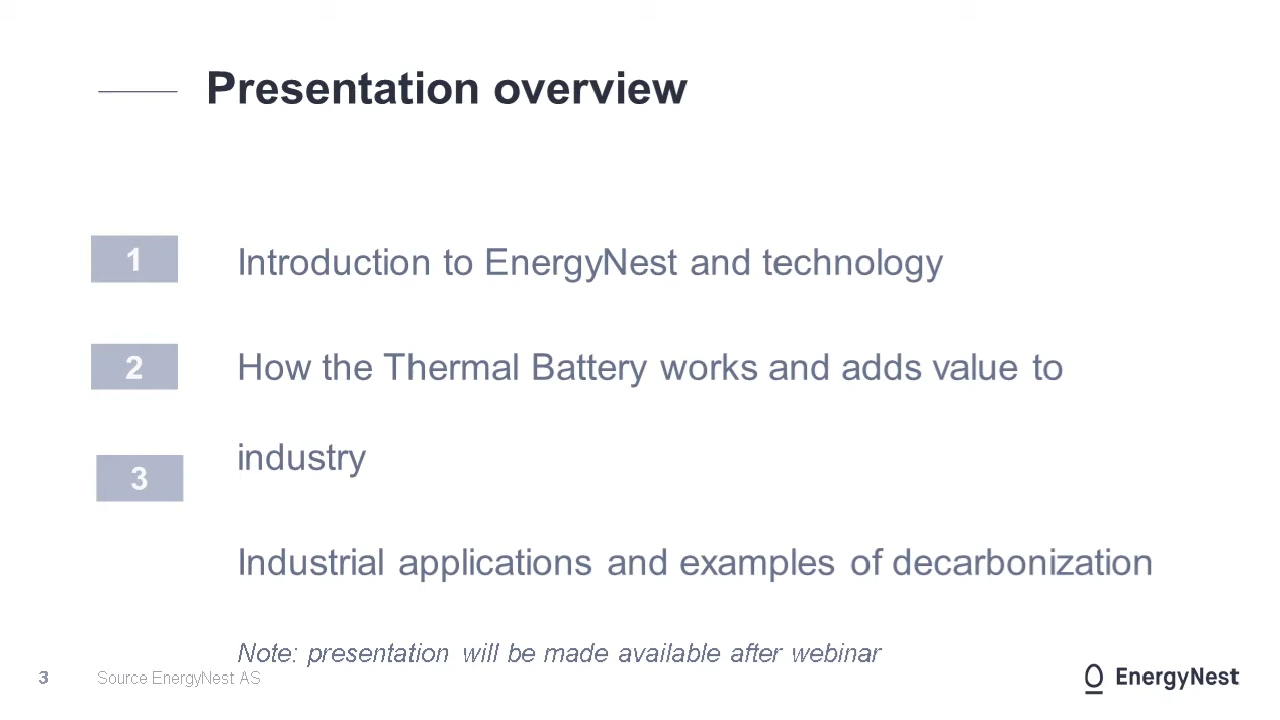 Presentation overview
1
Introduction to EnergyNest and technology
2
How the Thermal Battery works and adds value to
industry
3
Industrial applications and examples of decarbonization
Note: presentation will be made available after webinar
3
Source EnergyNest AS
EnergyNest